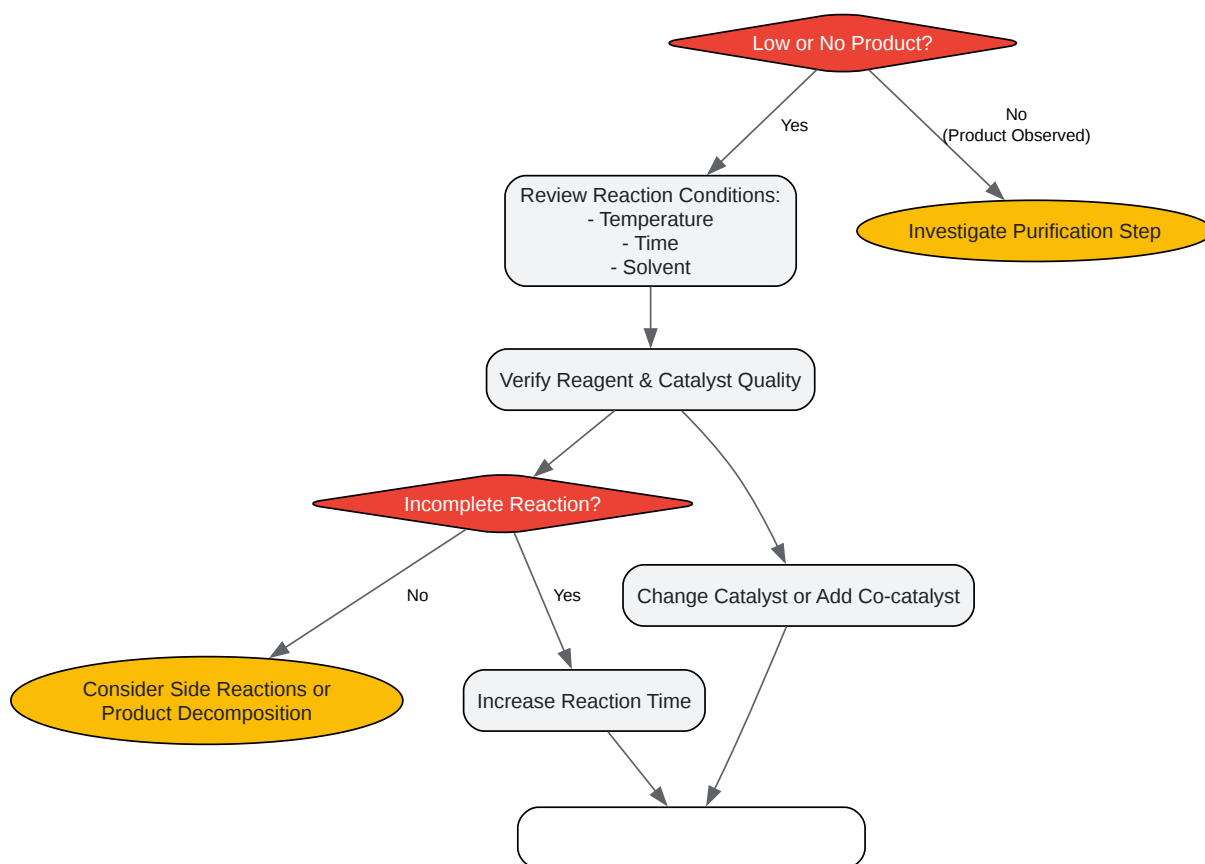 Low or No Product?
Yes
No
(Product Observed)
Review Reaction Conditions:
- Temperature
- Time
- Solvent
Investigate Purification Step
Verify Reagent & Catalyst Quality
Incomplete Reaction?
No
Yes
Change Catalyst or Add Co-catalyst
Consider Side Reactions or
Product Decomposition
Increase Reaction Time